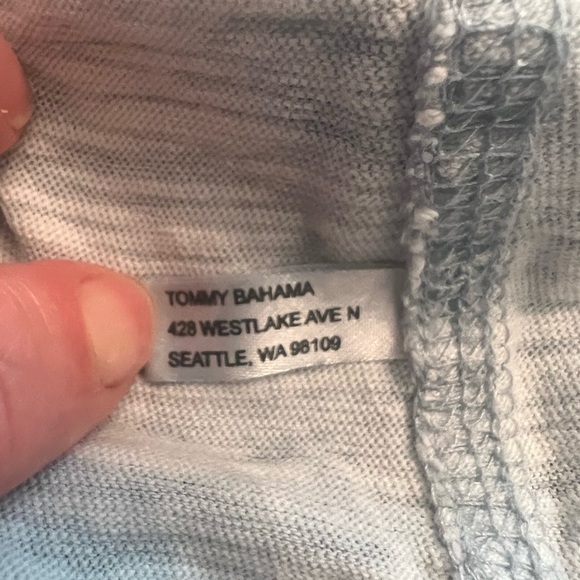 TOMMY BAHAMA
428 WESTLAKE AVE N
SEATTLE, WA 98109